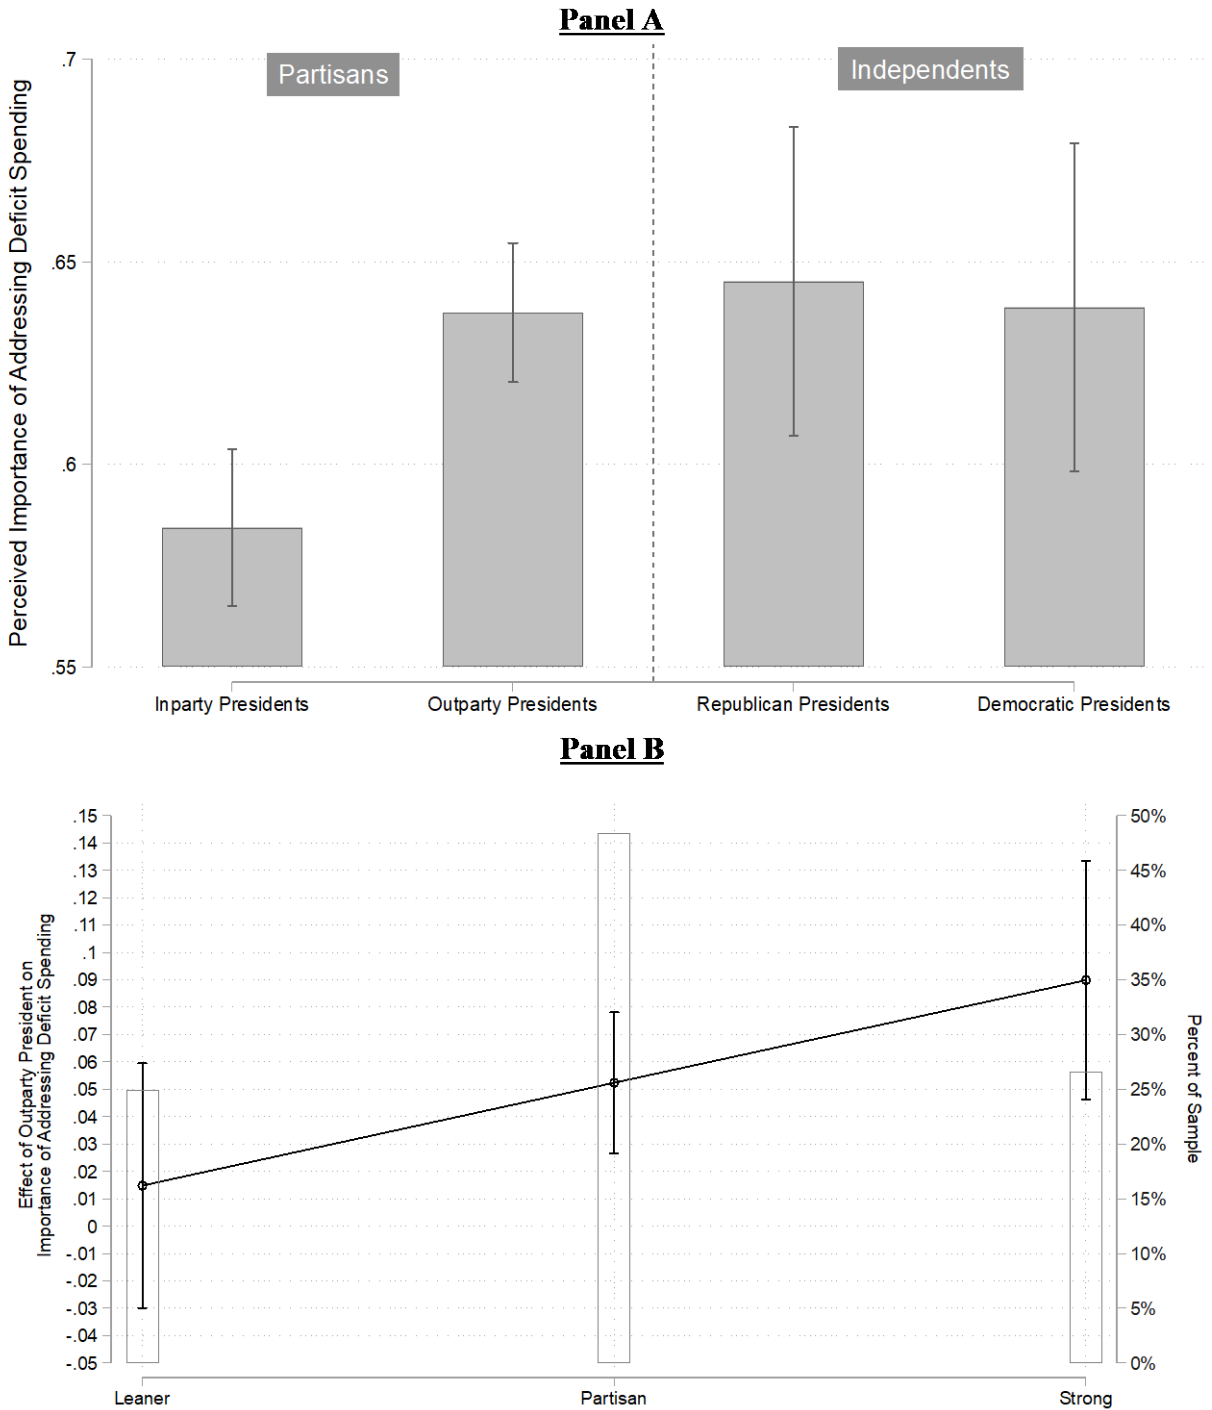 Panel A
Perceived Importance of Addressing Deficit Spending
.7
.65
.6
.55
Partisans
Independents
Inparty Presidents
Outparty Presidents
Republican Presidents
Democratic Presidents
Panel B
Effect of Outparty President on
Importance of Addressing Deficit Spending
.15
.14
.13
.12
.11
.1
.09
.08
.07
.06
.05
.04
.03
.02
.01
0
-.01
-.02
-.03
-.04
-.05
50%
45%
40%
35%
30%
25%
20%
15%
10%
5%
0%
Percent of Sample
Leaner
Partisan
Strong